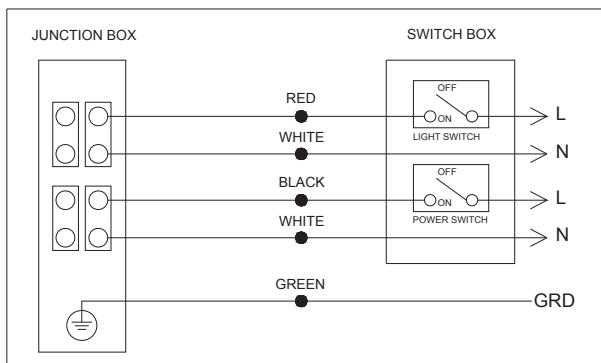 JUNCTION BOX
SWITCH BOX
RED
OFF
ON
L
LIGHT SWITCH
WHITE
N
BLACK
OFF
ON
L
POWER SWITCH
WHITE
N
GREEN
GRD